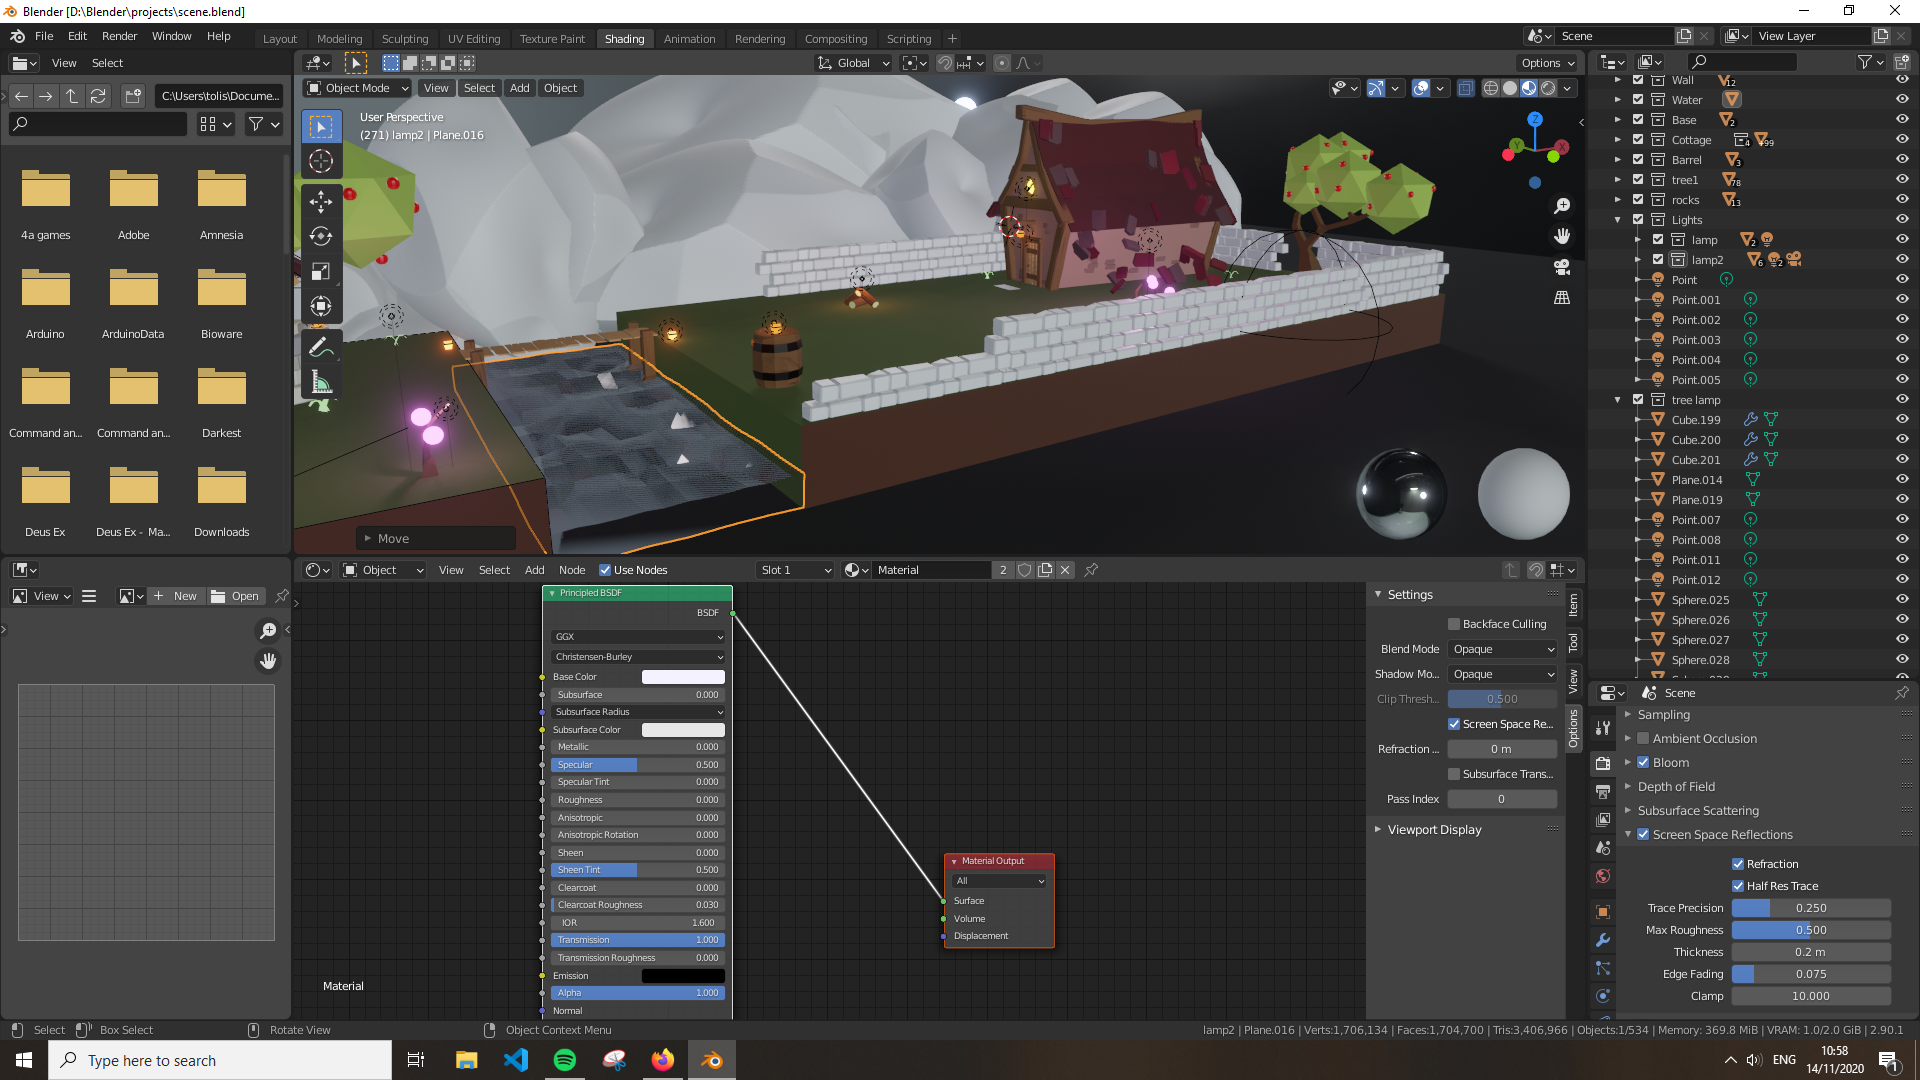 Blender [D:\Blender\projects\scene.blend]
File Edit Render Window Help
Layout Modeling Sculpting UV Editing Texture Paint Shading Animation Rendering Compositing Scripting
Scene
View Layer
View Select
Global
Options
C:\Users\tolis\Docume...
Object Mode View Select Add Object
User Perspective
(271) lamp2 | Plane.016
Z
Y
X
4a games Adobe Amnesia
Arduino ArduinoData Bioware
Command an... Command an... Darkest
Deus Ex Deus Ex - Ma... Downloads
Move
Wall 12
Water
Base 2
Cottage 4 99
Barrel 3
tree1 78
rocks 13
Lights
lamp 2
lamp2 6 2
Point
Point.001
Point.002
Point.003
Point.004
Point.005
tree lamp
Cube.199
Cube.200
Cube.201
Plane.014
Plane.019
Point.007
Point.008
Point.011
Point.012
Sphere.025
Sphere.026
Sphere.027
Sphere.028
View New Open
Object View Select Add Node Use Nodes Slot 1 Material 2
Principled BSDF
BSDF
GGX
Christensen-Burley
Base Color
Subsurface 0.000
Subsurface Radius
Subsurface Color
Metallic 0.000
Specular 0.500
Specular Tint 0.000
Roughness 0.000
Anisotropic 0.000
Anisotropic Rotation 0.000
Sheen 0.000
Sheen Tint 0.500
Clearcoat 0.000
Clearcoat Roughness 0.030
IOR 1.600
Transmission 1.000
Transmission Roughness 0.000
Emission
Alpha 1.000
Normal
Material Output
All
Surface
Volume
Displacement
Material
Settings
Backface Culling
Blend Mode Opaque
Shadow Mo... Opaque
Clip Thresh... 0.500
Screen Space Re...
Refraction ... 0 m
Subsurface Trans...
Pass Index 0
Viewport Display
Item
Tool
View
Options
Scene
Sampling
Ambient Occlusion
Bloom
Depth of Field
Subsurface Scattering
Screen Space Reflections
Refraction
Half Res Trace
Trace Precision 0.250
Max Roughness 0.500
Thickness 0.2 m
Edge Fading 0.075
Clamp 10.000
Select Box Select Rotate View Object Context Menu
lamp2 | Plane.016 | Verts:1,706,134 | Faces:1,704,700 | Tris:3,406,966 | Objects:1/534 | Memory: 369.8 MiB | VRAM: 1.0/2.0 GiB | 2.90.1
Type here to search
ENG
10:58
14/11/2020
1